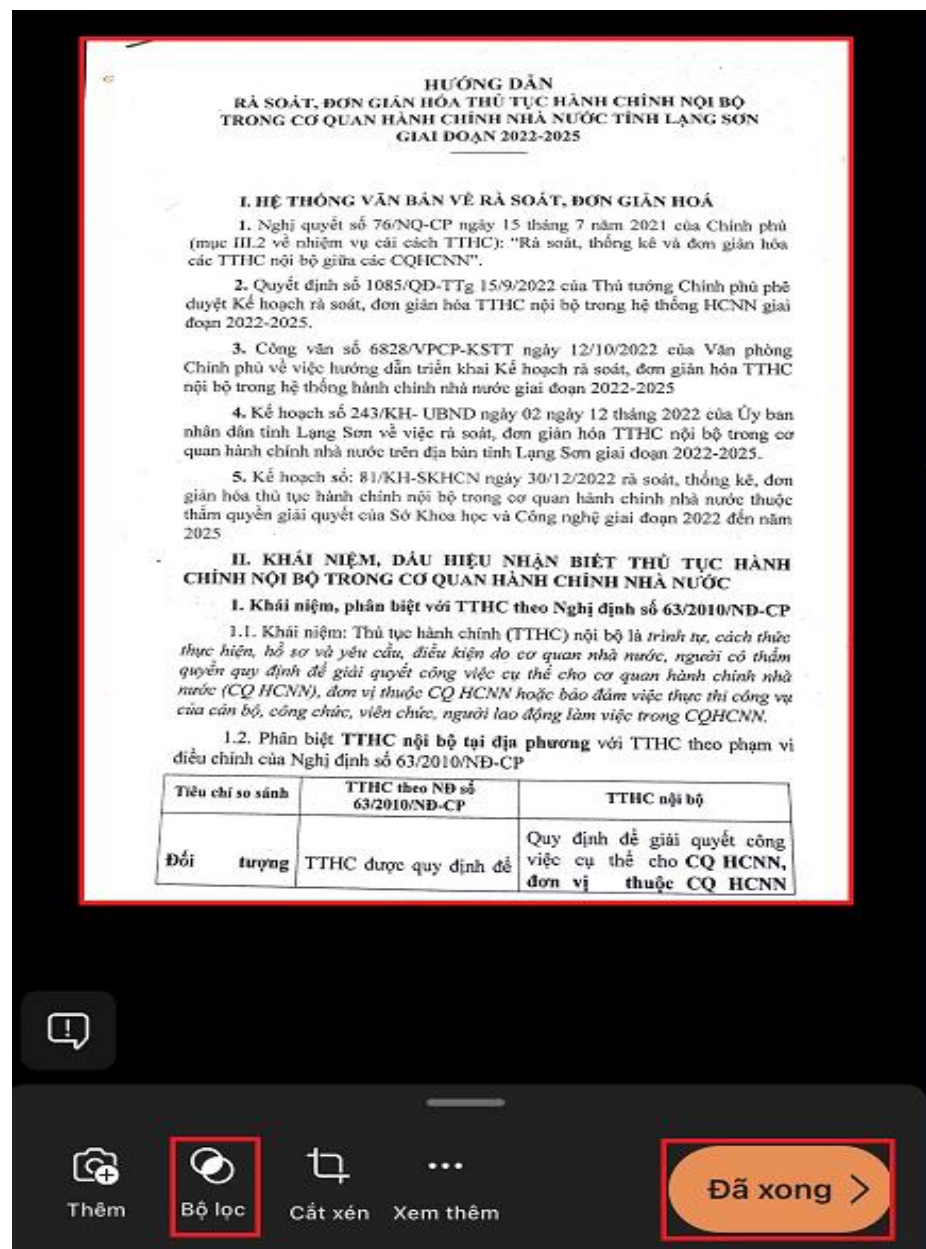 HƯỚNG DẪN
RÀ SOÁT, ĐƠN GIẢN HÓA THỦ TỤC HÀNH CHÍNH NỘI BỘ
TRONG CƠ QUAN HÀNH CHÍNH NHÀ NƯỚC TỈNH LẠNG SƠN
GIAI ĐOẠN 2022-2025
I. HỆ THỐNG VĂN BẢN VỀ RÀ SOÁT, ĐƠN GIẢN HOÁ
1. Nghị quyết số 76/NQ-CP ngày 15 tháng 7 năm 2021 của Chính phủ
(mục III.2 về nhiệm vụ cải cách TTHC): “Rà soát, thống kê và đơn giản hóa
các TTHC nội bộ giữa các CQHCNN”.
2. Quyết định số 1085/QĐ-TTg 15/9/2022 của Thủ tướng Chính phủ phê
duyệt Kế hoạch rà soát, đơn giản hóa TTHC nội bộ trong hệ thống HCNN giai
đoạn 2022-2025.
3. Công văn số 6828/VPCP-KSTT ngày 12/10/2022 của Văn phòng
Chính phủ về việc hướng dẫn triển khai Kế hoạch rà soát, đơn giản hóa TTHC
nội bộ trong hệ thống hành chính nhà nước giai đoạn 2022-2025
4. Kế hoạch số 243/KH- UBND ngày 02 ngày 12 tháng 2022 của Ủy ban
nhân dân tỉnh Lạng Sơn về việc rà soát, đơn giản hóa TTHC nội bộ trong cơ
quan hành chính nhà nước trên địa bàn tỉnh Lạng Sơn giai đoạn 2022-2025.
5. Kế hoạch số: 81/KH-SKHCN ngày 30/12/2022 rà soát, thống kê, đơn
giản hóa thủ tục hành chính nội bộ trong cơ quan hành chính nhà nước thuộc
thẩm quyền giải quyết của Sở Khoa học và Công nghệ giai đoạn 2022 đến năm
2025
II. KHÁI NIỆM, DẤU HIỆU NHẬN BIẾT THỦ TỤC HÀNH
CHÍNH NỘI BỘ TRONG CƠ QUAN HÀNH CHÍNH NHÀ NƯỚC
1. Khái niệm, phân biệt với TTHC theo Nghị định số 63/2010/NĐ-CP
1.1. Khái niệm: Thủ tục hành chính (TTHC) nội bộ là trình tự, cách thức
thực hiện, hồ sơ và yêu cầu, điều kiện do cơ quan nhà nước, người có thẩm
quyền quy định để giải quyết công việc cụ thể cho cơ quan hành chính nhà
nước (CQ HCNN), đơn vị thuộc CQ HCNN hoặc bảo đảm việc thực thi công vụ
của cán bộ, công chức, viên chức, người lao động làm việc trong CQHCNN.
1.2. Phân biệt TTHC nội bộ tại địa phương với TTHC theo phạm vi
điều chỉnh của Nghị định số 63/2010/NĐ-CP
Tiêu chí so sánh
TTHC theo NĐ số
63/2010/NĐ-CP
TTHC nội bộ
Đối tượng
TTHC được quy định để
Quy định để giải quyết công
việc cụ thể cho CQ HCNN,
đơn vị thuộc CQ HCNN
Thêm
Bộ lọc
Cắt xén
Xem thêm
Đã xong